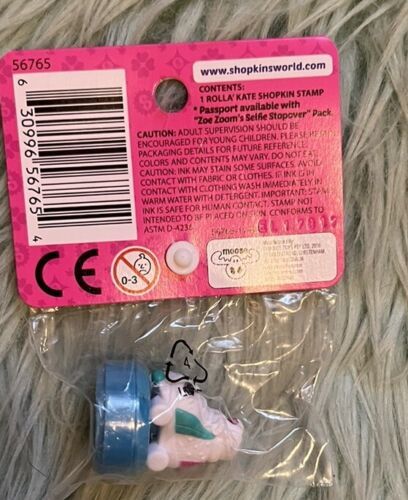 56765
www.shopkinsworld.com
CONTENTS:
1 ROLLA' KATE SHOPKIN STAMP
* Passport available with
"Zoe Zoom's Selfie Stopover" Pack.
CAUTION: ADULT SUPERVISION SHOULD BE
ENCOURAGED FOR YOUNG CHILDREN. PLEASE
PACKAGING DETAILS FOR FUTURE REFERENCE.
COLORS AND CONTENTS MAY VARY. DO NOT EAT.
CAUTION: INK MAY STAIN SOME SURFACES. AVOID
CONTACT WITH FABRIC OR CLOTHES. IF INK IS IN
CONTACT WITH CLOTHING WASH IMMEDIATELY IN
WARM WATER WITH DETERGENT. IMPORTANT: STAMP
INK IS SAFE FOR HUMAN CONTACT. STAMP NOT
INTENDED TO BE PLACED ON SKIN. CONFORMS TO
ASTM D-4236
6 30996 56765 4
CE
0-3
moose